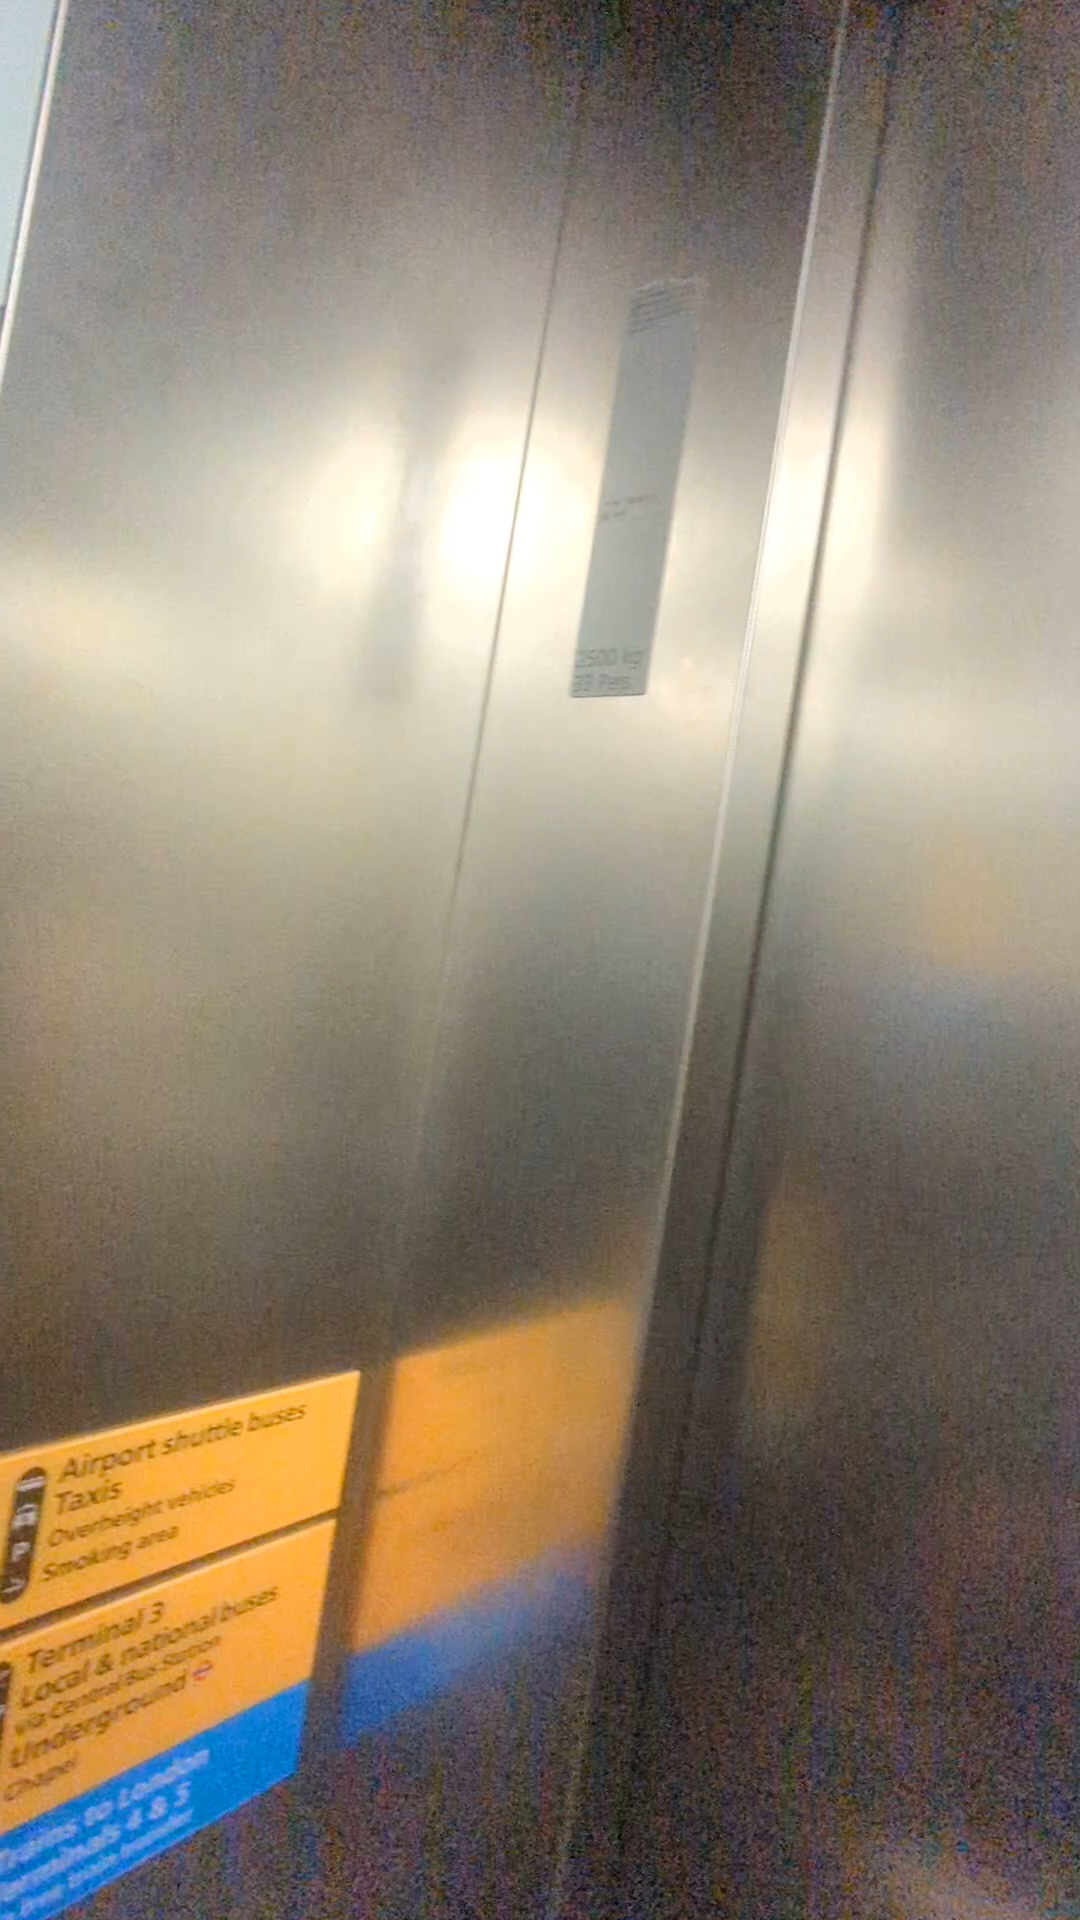 2500 kg
33 Pers.
Airport shuttle buses
Taxis
Overheight vehicles
Smoking area
Terminal 3
Local & national buses
via Central Bus Station
Underground
Chapel
Trains to London
Terminals 4 & 5